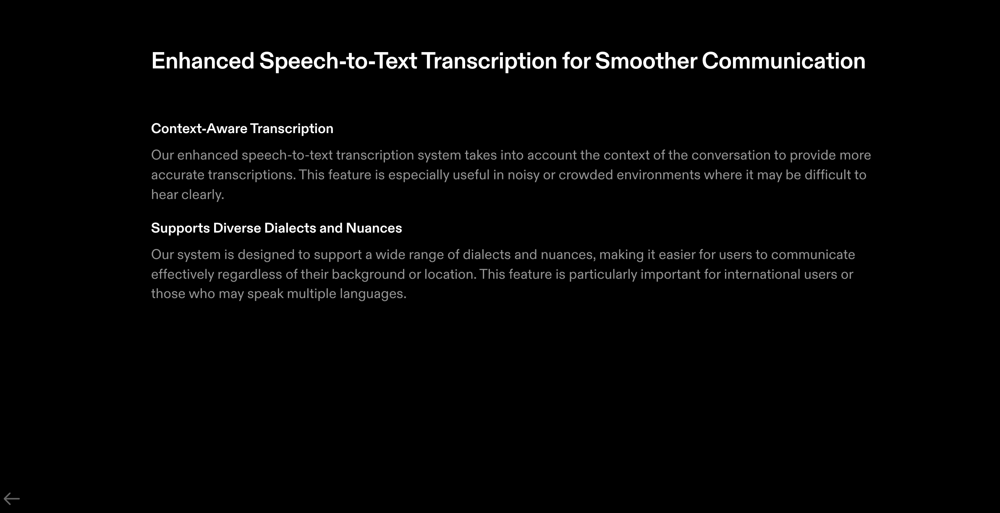 Enhanced Speech-to-Text Transcription for Smoother Communication
Context-Aware Transcription
Our enhanced speech-to-text transcription system takes into account the context of the conversation to provide more
accurate transcriptions. This feature is especially useful in noisy or crowded environments where it may be difficult to
hear clearly.
Supports Diverse Dialects and Nuances
Our system is designed to support a wide range of dialects and nuances, making it easier for users to communicate
effectively regardless of their background or location. This feature is particularly important for international users or
those who may speak multiple languages.